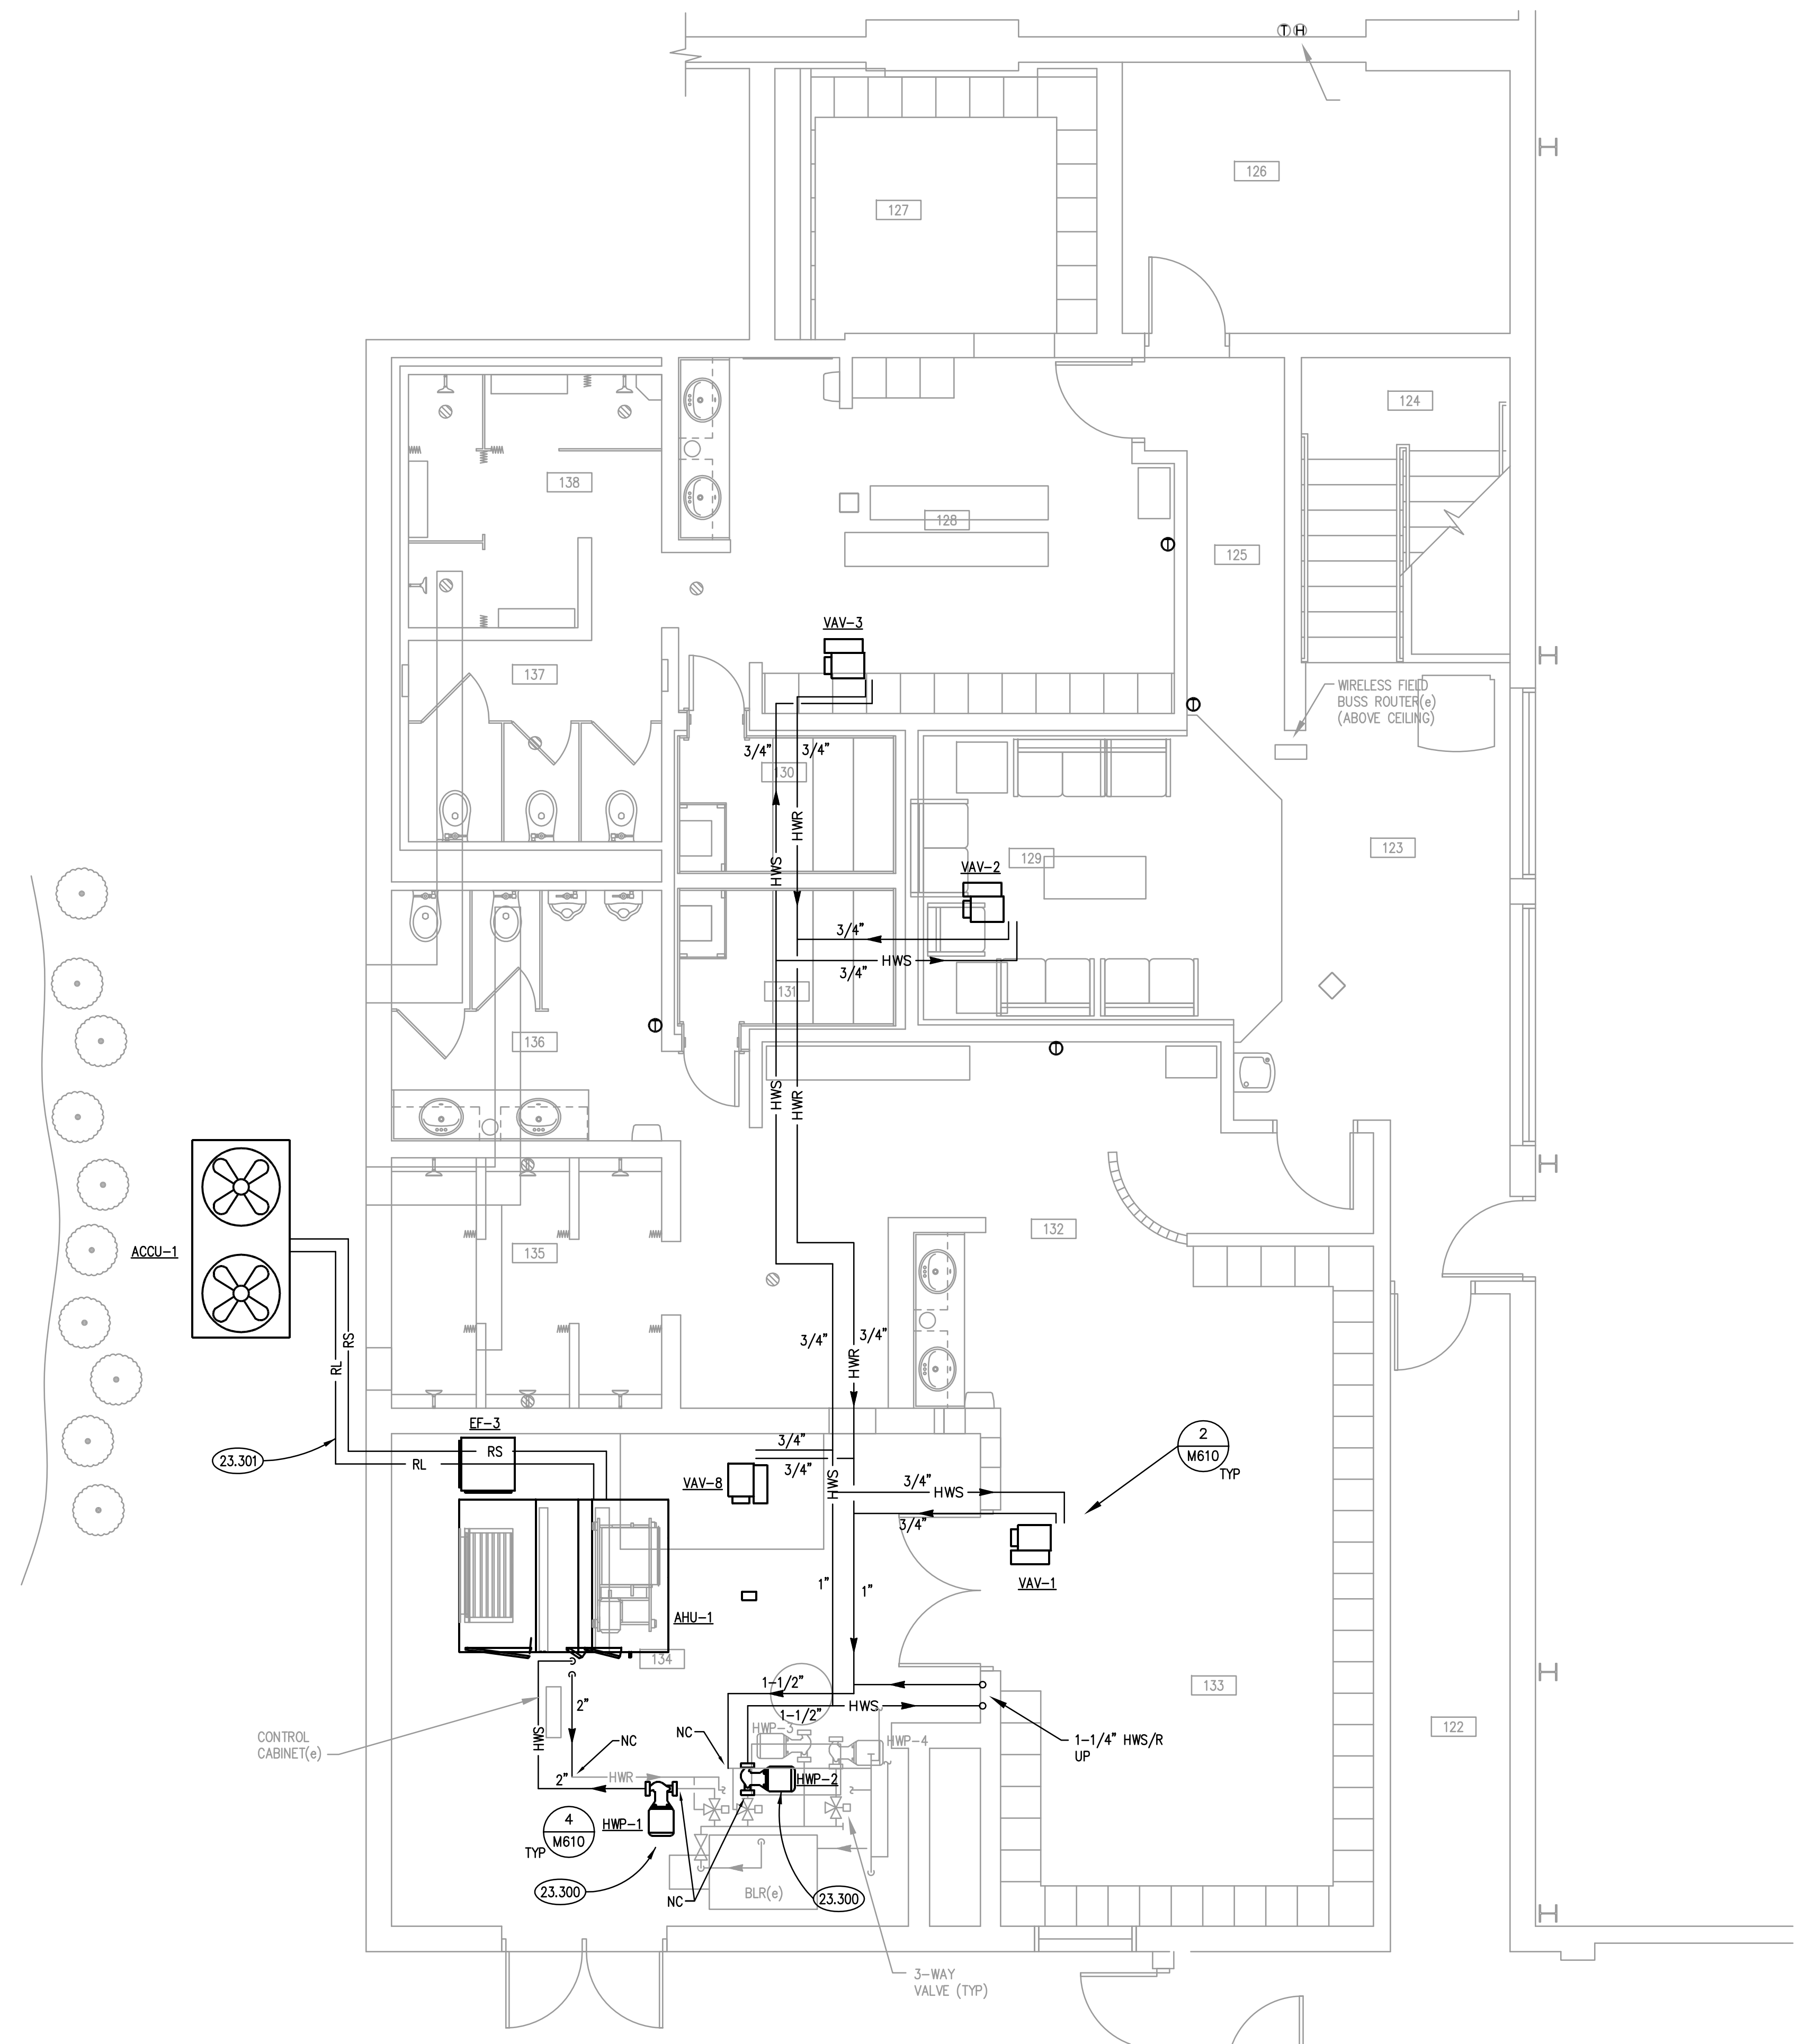 T H
126
127
124
138
128
125
VAV-3
137
WIRELESS FIELD
BUSS ROUTER(e)
(ABOVE CEILING)
3/4" 3/4"
130
HWR
123
129
HWS
VAV-2
3/4"
HWS
3/4"
131
136
HWS
HWR
132
ACCU-1
135
RS
3/4"
3/4"
HWR
RL
EF-3
2
M610
TYP
3/4"
RS
23.301
RL
3/4"
VAV-8
HWS
3/4"
HWS
3/4"
1"
1"
VAV-1
AHU-1
134
1-1/2"
133
2"
HWS
1-1/2"
122
HWS
CONTROL
CABINET(e)
NC
NC
HWP-3
HWP-4
1-1/4" HWS/R
UP
2"
HWR
HWP-2
4
M610
TYP
HWP-1
23.300
NC
BLR(e)
23.300
3-WAY
VALVE (TYP)